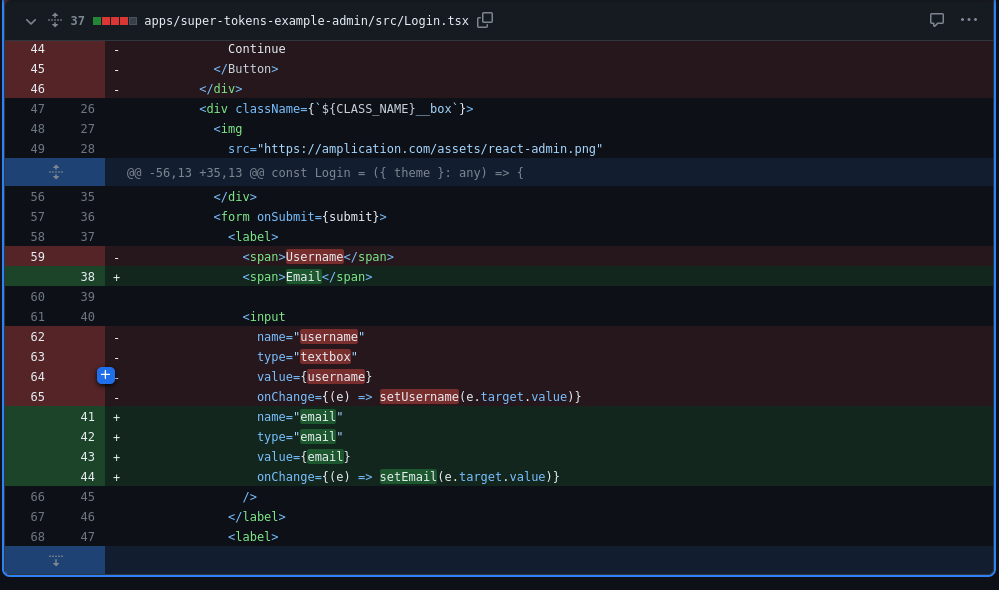 37 apps/super-tokens-example-admin/src/Login.tsx
44 - Continue
45 - </Button>
46 - </div>
47 26 <div className={`${CLASS_NAME}__box`}>
48 27 <img
49 28 src="https://amplication.com/assets/react-admin.png"
@@ -56,13 +35,13 @@ const Login = ({ theme }: any) => {
56 35 </div>
57 36 <form onSubmit={submit}>
58 37 <label>
59 - <span>Username</span>
38 + <span>Email</span>
60 39
61 40 <input
62 - name="username"
63 - type="textbox"
64 - value={username}
65 - onChange={(e) => setUsername(e.target.value)}
41 + name="email"
42 + type="email"
43 + value={email}
44 + onChange={(e) => setEmail(e.target.value)}
66 45 />
67 46 </label>
68 47 <label>